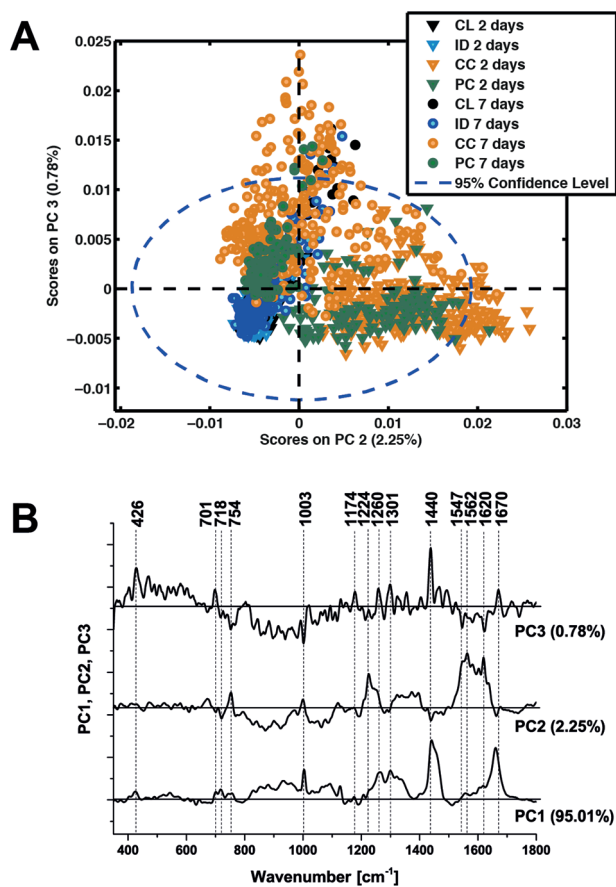 A
CL 2 days
ID 2 days
CC 2 days
PC 2 days
CL 7 days
ID 7 days
CC 7 days
PC 7 days
95% Confidence Level
0.025
0.02
0.015
0.01
0.005
0
−0.005
−0.01
Scores on PC 3 (0.78%)
−0.02 −0.01 0 0.01 0.02 0.03
Scores on PC 2 (2.25%)
B
426 701 718 754 1003 1174 1224 1260 1301 1440 1547 1562 1620 1670
PC3 (0.78%)
PC2 (2.25%)
PC1 (95.01%)
PC1, PC2, PC3
400 600 800 1000 1200 1400 1600 1800
Wavenumber [cm⁻¹]